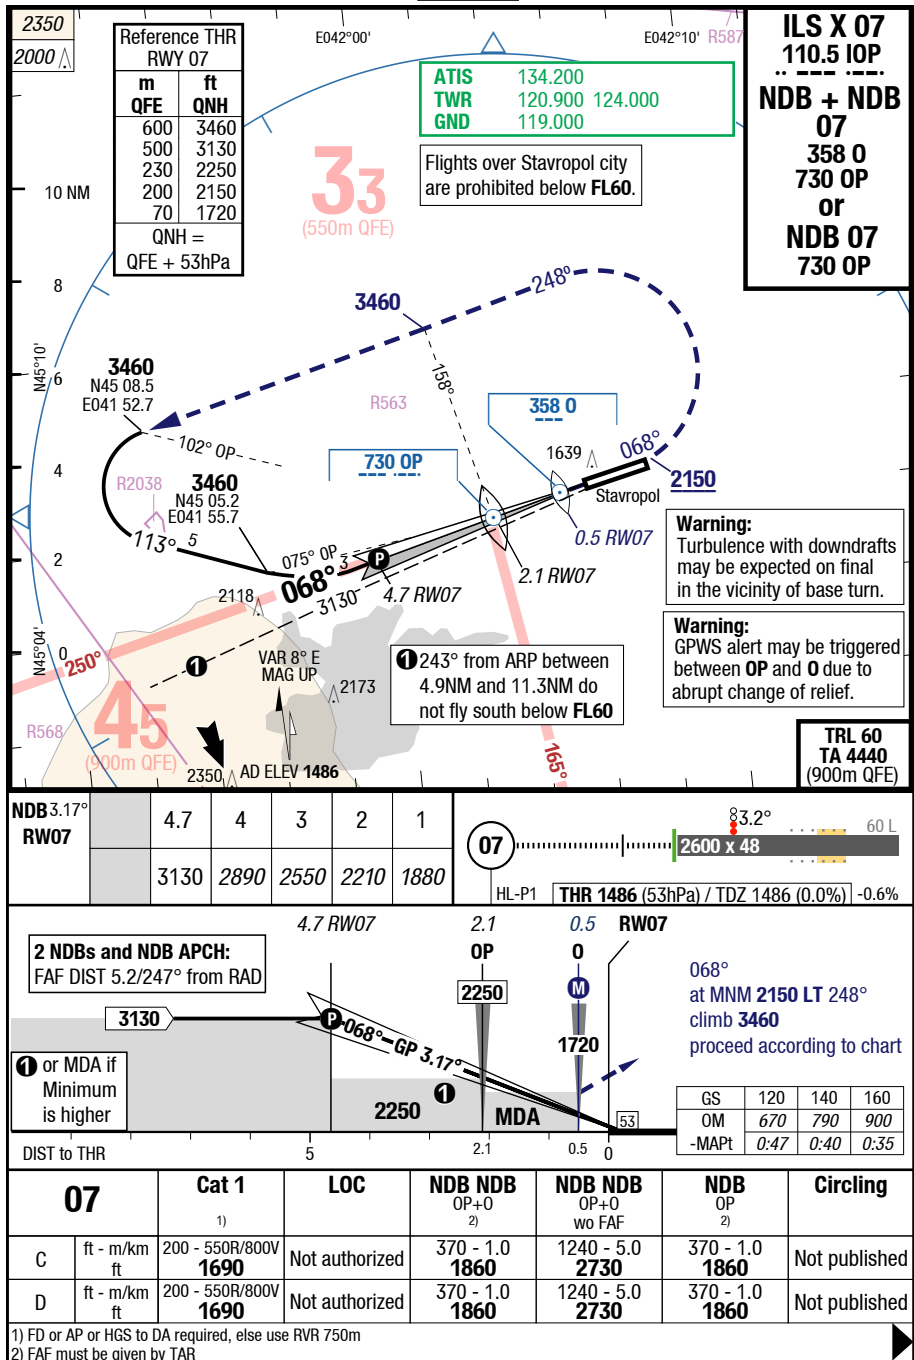 2350
2000
Reference THR
RWY 07
m ft
QFE QNH
600 3460
500 3130
230 2250
200 2150
70 1720
QNH =
QFE + 53hPa
E042°00'
E042°10' R587
ATIS 134.200
TWR 120.900 124.000
GND 119.000
Flights over Stavropol city
are prohibited below FL60.
ILS X 07
110.5 IOP
NDB + NDB
07
358 O
730 OP
or
NDB 07
730 OP
10 NM
33
(550m QFE)
8
248°
3460
N45°10'
6
3460
N45 08.5
E041 52.7
158°
R563
358 O
102° OP
068°
1639
4
730 OP
2150
R2038
3460
N45 05.2
E041 55.7
Stavropol
0.5 RW07
Warning:
Turbulence with downdrafts
may be expected on final
in the vicinity of base turn.
113° 5
2
075° OP
3
P
068°
2.1 RW07
4.7 RW07
2118
3130
Warning:
GPWS alert may be triggered
between OP and O due to
abrupt change of relief.
N45°04'
0
250°
1
VAR 8° E
MAG UP
2173
1 243° from ARP between
4.9NM and 11.3NM do
not fly south below FL60
45
(900m QFE)
R568
165°
TRL 60
TA 4440
(900m QFE)
2350
AD ELEV 1486
NDB 3.17°
RW07
4.7 4 3 2 1
3130 2890 2550 2210 1880
07
3.2°
60 L
2600 x 48
HL-P1
THR 1486 (53hPa) / TDZ 1486 (0.0%) -0.6%
4.7 RW07 2.1 0.5 RW07
OP O
2 NDBs and NDB APCH:
FAF DIST 5.2/247° from RAD
2250
M
068°
at MNM 2150 LT 248°
climb 3460
proceed according to chart
3130
P
068°
GP 3.17°
1720
1 or MDA if
Minimum
is higher
1
2250
MDA
53
GS 120 140 160
OM 670 790 900
-MAPt 0:47 0:40 0:35
DIST to THR 5 2.1 0.5 0
07
Cat 1
1)
LOC
NDB NDB
OP+O
2)
NDB NDB
OP+O
wo FAF
NDB
OP
2)
Circling
C
ft - m/km
ft
200 - 550R/800V
1690
Not authorized
370 - 1.0
1860
1240 - 5.0
2730
370 - 1.0
1860
Not published
D
ft - m/km
ft
200 - 550R/800V
1690
Not authorized
370 - 1.0
1860
1240 - 5.0
2730
370 - 1.0
1860
Not published
1) FD or AP or HGS to DA required, else use RVR 750m
2) FAF must be given by TAR